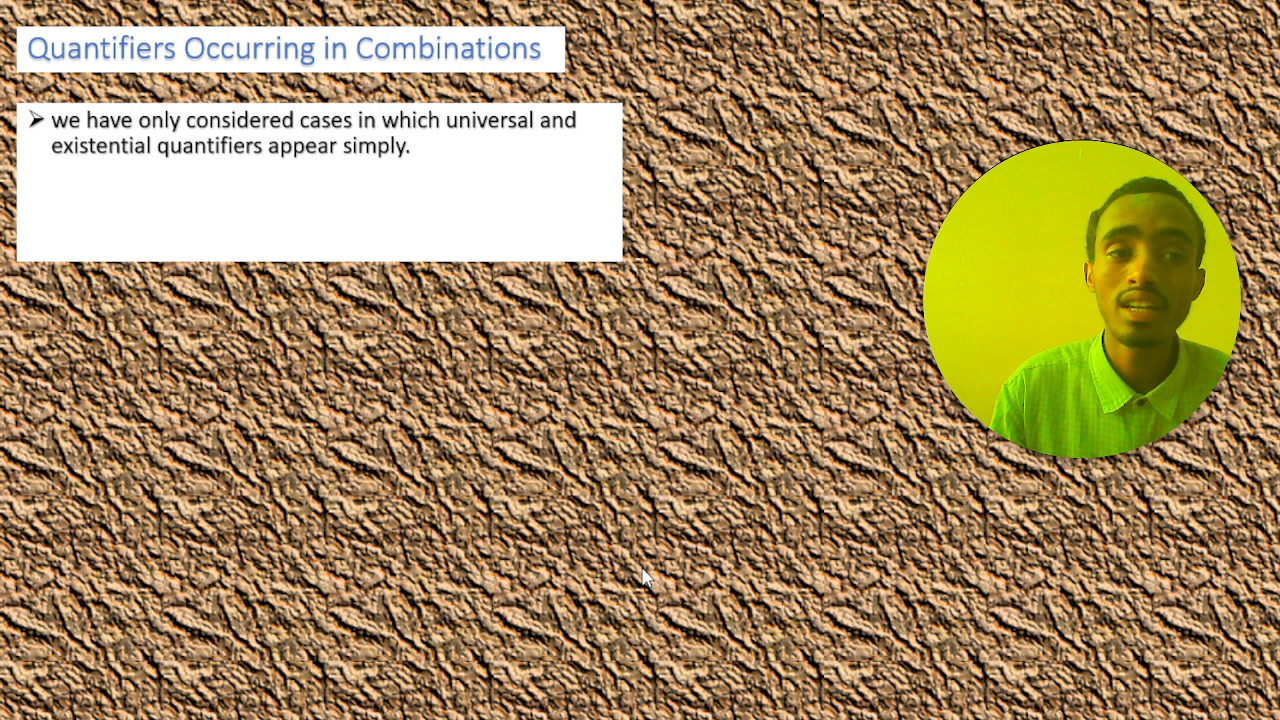 Quantifiers Occurring in Combinations
➢ we have only considered cases in which universal and
existential quantifiers appear simply.